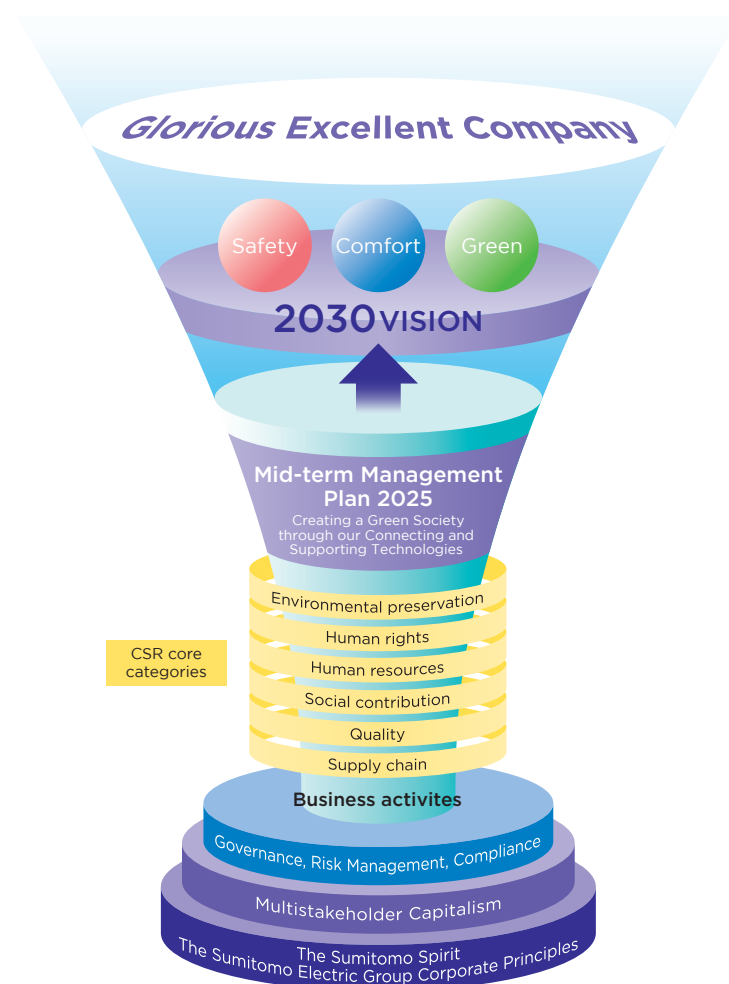 Glorious Excellent Company
Safety
Comfort
Green
2030 VISION
Mid-term Management
Plan 2025
Creating a Green Society
through our Connecting and
Supporting Technologies
Environmental preservation
Human rights
CSR core
categories
Human resources
Social contribution
Quality
Supply chain
Business activites
Governance, Risk Management, Compliance
Multistakeholder Capitalism
The Sumitomo Spirit
The Sumitomo Electric Group Corporate Principles